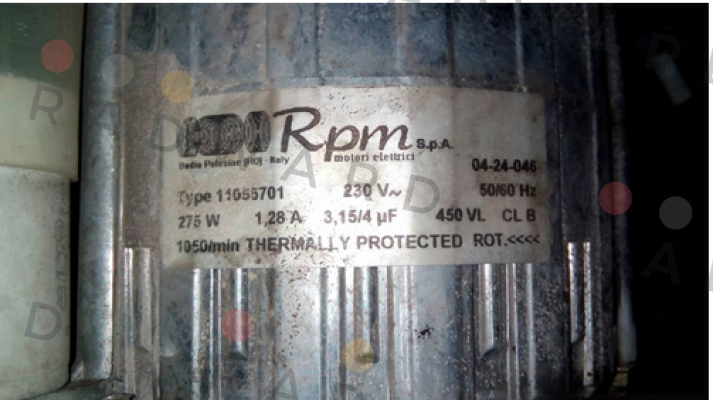 Rpm S.p.A.
Badia Polesine (RO) - Italy motori elettrici
04-24-046
Type 11055701 230 V~ 50/60 Hz
275 W 1,28 A 3,15/4 µF 450 VL CL B
1050/min THERMALLY PROTECTED ROT.<<<<